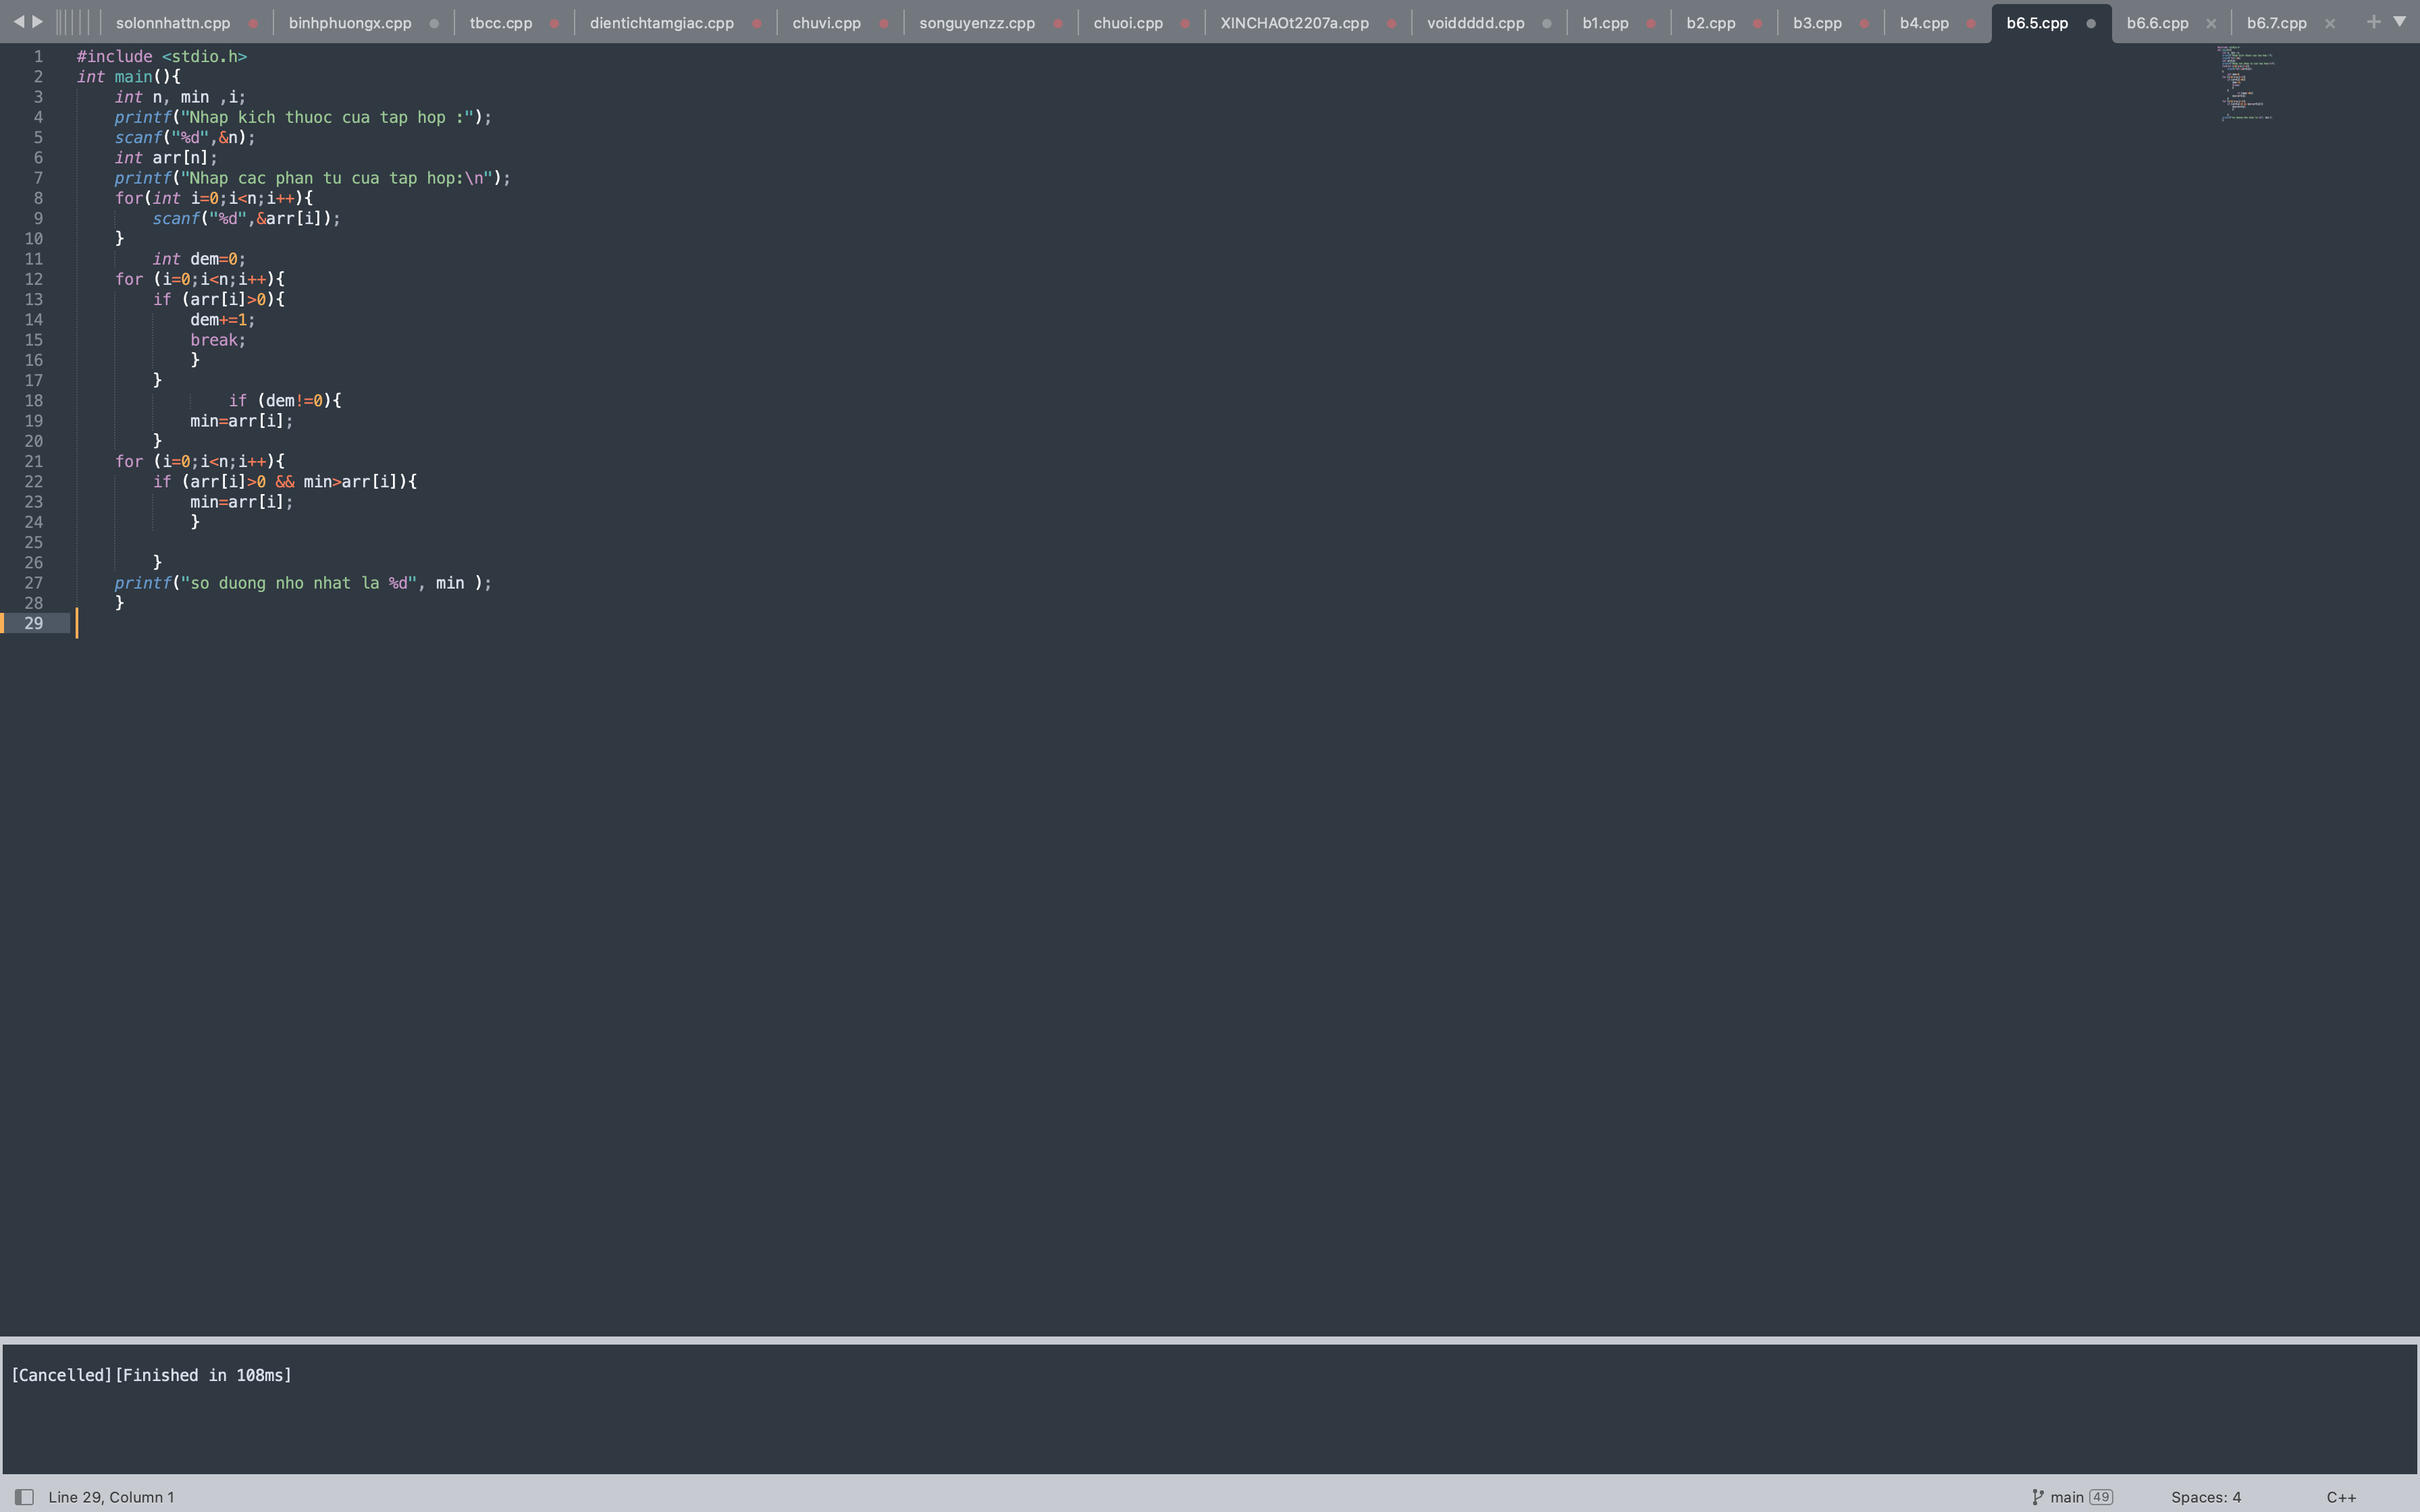 solonnhattn.cpp binhphuongx.cpp tbcc.cpp dientichtamgiac.cpp chuvi.cpp songuyenzz.cpp chuoi.cpp XINCHAOt2207a.cpp voiddddd.cpp b1.cpp b2.cpp b3.cpp b4.cpp b6.5.cpp b6.6.cpp b6.7.cpp
1 #include <stdio.h>
2 int main(){
3     int n, min ,i;
4     printf("Nhap kich thuoc cua tap hop :");
5     scanf("%d",&n);
6     int arr[n];
7     printf("Nhap cac phan tu cua tap hop:\n");
8     for(int i=0;i<n;i++){
9         scanf("%d",&arr[i]);
10     }
11         int dem=0;
12     for (i=0;i<n;i++){
13         if (arr[i]>0){
14             dem+=1;
15             break;
16             }
17         }
18                 if (dem!=0){
19             min=arr[i];
20         }
21     for (i=0;i<n;i++){
22         if (arr[i]>0 && min>arr[i]){
23             min=arr[i];
24             }
25
26         }
27     printf("so duong nho nhat la %d", min );
28     }
29
[Cancelled][Finished in 108ms]
Line 29, Column 1 main 49 Spaces: 4 C++